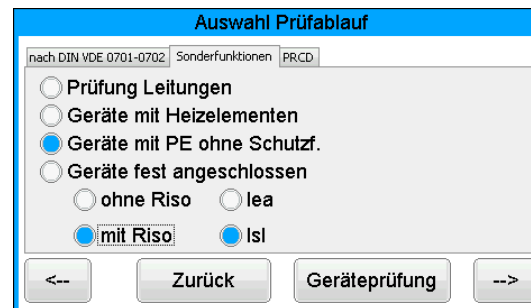 Auswahl Prüfablauf
nach DIN VDE 0701-0702 Sonderfunktionen PRCD
Prüfung Leitungen
Geräte mit Heizelementen
Geräte mit PE ohne Schutzf.
Geräte fest angeschlossen
ohne Riso Iea
mit Riso Isl
<-- Zurück Geräteprüfung -->